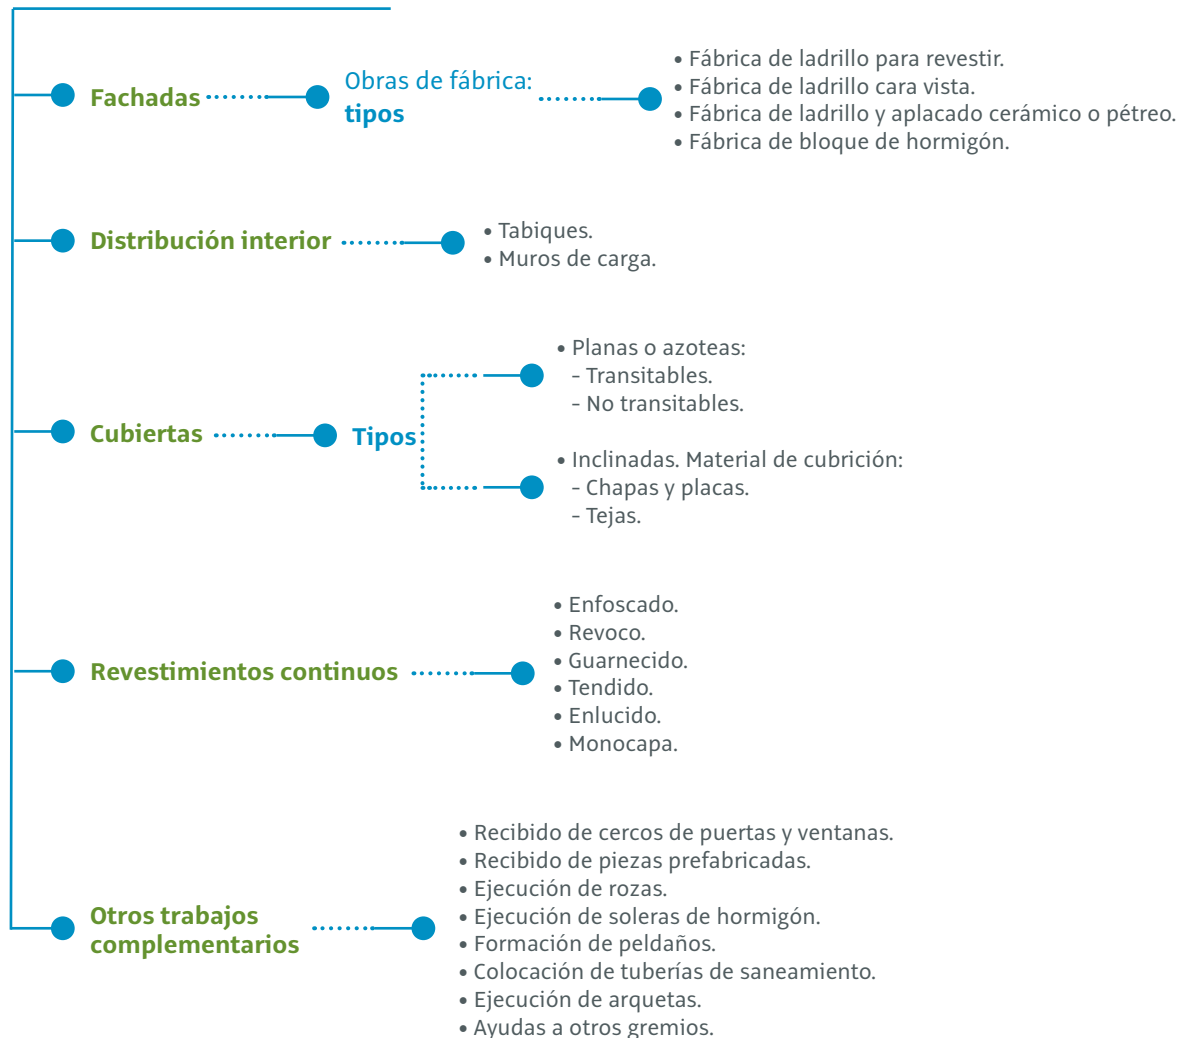 Fachadas
Obras de fábrica:
tipos
• Fábrica de ladrillo para revestir.
• Fábrica de ladrillo cara vista.
• Fábrica de ladrillo y aplacado cerámico o pétreo.
• Fábrica de bloque de hormigón.
Distribución interior
• Tabiques.
• Muros de carga.
Cubiertas
Tipos
• Planas o azoteas:
- Transitables.
- No transitables.
• Inclinadas. Material de cubrición:
- Chapas y placas.
- Tejas.
Revestimientos continuos
• Enfoscado.
• Revoco.
• Guarnecido.
• Tendido.
• Enlucido.
• Monocapa.
Otros trabajos
complementarios
• Recibido de cercos de puertas y ventanas.
• Recibido de piezas prefabricadas.
• Ejecución de rozas.
• Ejecución de soleras de hormigón.
• Formación de peldaños.
• Colocación de tuberías de saneamiento.
• Ejecución de arquetas.
• Ayudas a otros gremios.